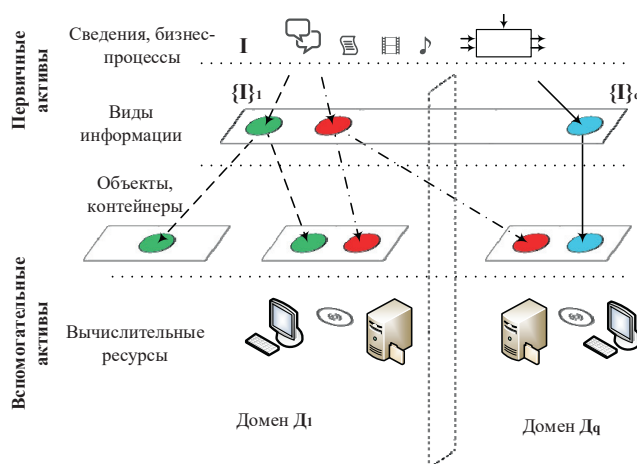 Первичные активы
Сведения, бизнес-
процессы
I
{I}₁
{I}q
Виды
информации
Объекты,
контейнеры
Вспомогательные активы
Вычислительные
ресурсы
Домен Д₁
Домен Дq